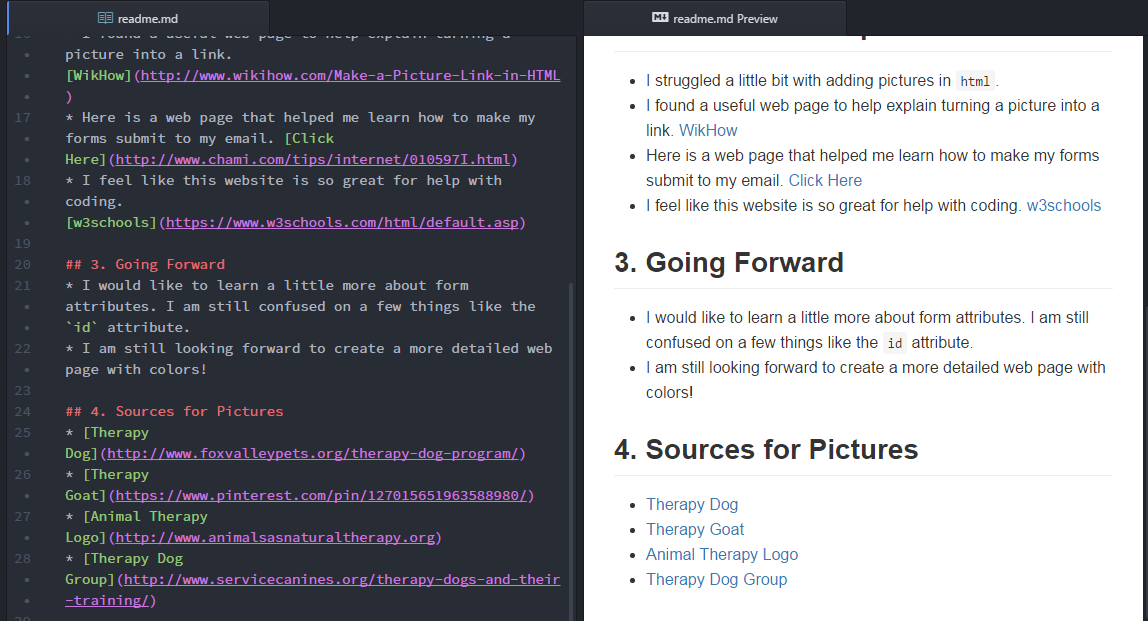 readme.md
* I found a useful web page to help explain turning a
picture into a link.
[WikHow](http://www.wikihow.com/Make-a-Picture-Link-in-HTML
)
17 * Here is a web page that helped me learn how to make my
forms submit to my email. [Click
Here](http://www.chami.com/tips/internet/010597I.html)
18 * I feel like this website is so great for help with
coding.
[w3schools](https://www.w3schools.com/html/default.asp)
19
20 ## 3. Going Forward
21 * I would like to learn a little more about form
attributes. I am still confused on a few things like the
`id` attribute.
22 * I am still looking forward to create a more detailed web
page with colors!
23
24 ## 4. Sources for Pictures
25 * [Therapy
Dog](http://www.foxvalleypets.org/therapy-dog-program/)
26 * [Therapy
Goat](https://www.pinterest.com/pin/127015651963588980/)
27 * [Animal Therapy
Logo](http://www.animalsasnaturaltherapy.org)
28 * [Therapy Dog
Group](http://www.servicecanines.org/therapy-dogs-and-their
-training/)
readme.md Preview
I struggled a little bit with adding pictures in html.
I found a useful web page to help explain turning a picture into a
link. WikHow
Here is a web page that helped me learn how to make my forms
submit to my email. Click Here
I feel like this website is so great for help with coding. w3schools
3. Going Forward
I would like to learn a little more about form attributes. I am still
confused on a few things like the id attribute.
I am still looking forward to create a more detailed web page with
colors!
4. Sources for Pictures
Therapy Dog
Therapy Goat
Animal Therapy Logo
Therapy Dog Group